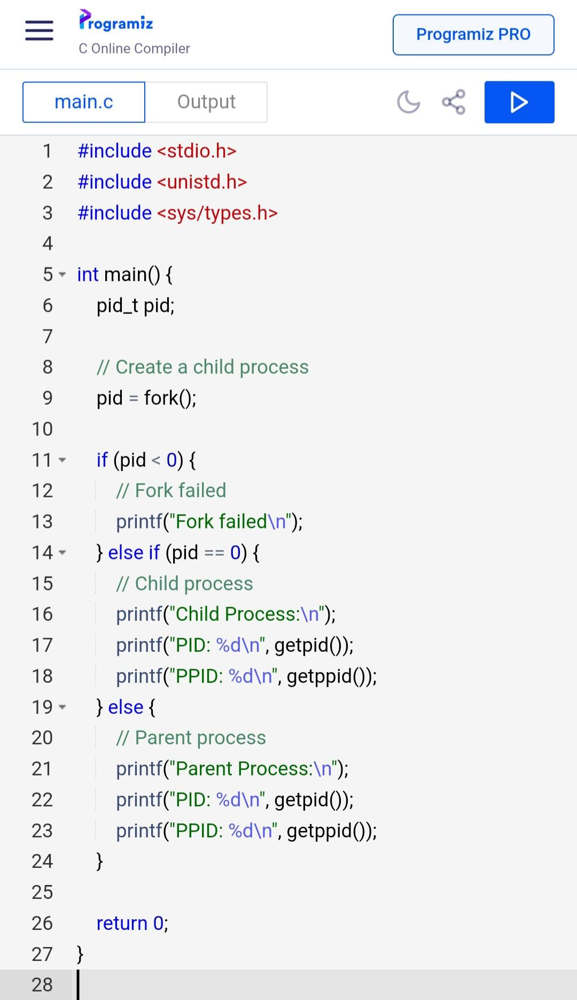 Programiz
C Online Compiler
Programiz PRO
main.c
Output
1 #include <stdio.h>
2 #include <unistd.h>
3 #include <sys/types.h>
4
5 int main() {
6     pid_t pid;
7
8     // Create a child process
9     pid = fork();
10
11     if (pid < 0) {
12         // Fork failed
13         printf("Fork failed\n");
14     } else if (pid == 0) {
15         // Child process
16         printf("Child Process:\n");
17         printf("PID: %d\n", getpid());
18         printf("PPID: %d\n", getppid());
19     } else {
20         // Parent process
21         printf("Parent Process:\n");
22         printf("PID: %d\n", getpid());
23         printf("PPID: %d\n", getppid());
24     }
25
26     return 0;
27 }
28